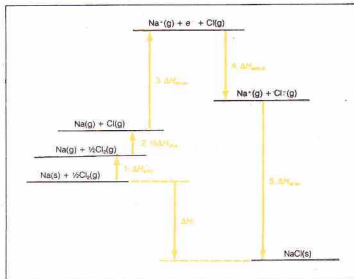 Na⁺(g) + e⁻ + Cl(g)
Na⁺(g) + Cl⁻(g)
Na(g) + Cl(g)
Na(g) + ½Cl₂(g)
Na(s) + ½Cl₂(g)
3. ΔH
4. ΔH
2. ½ΔH
1. ΔH
5. ΔH
ΔH
NaCl(s)